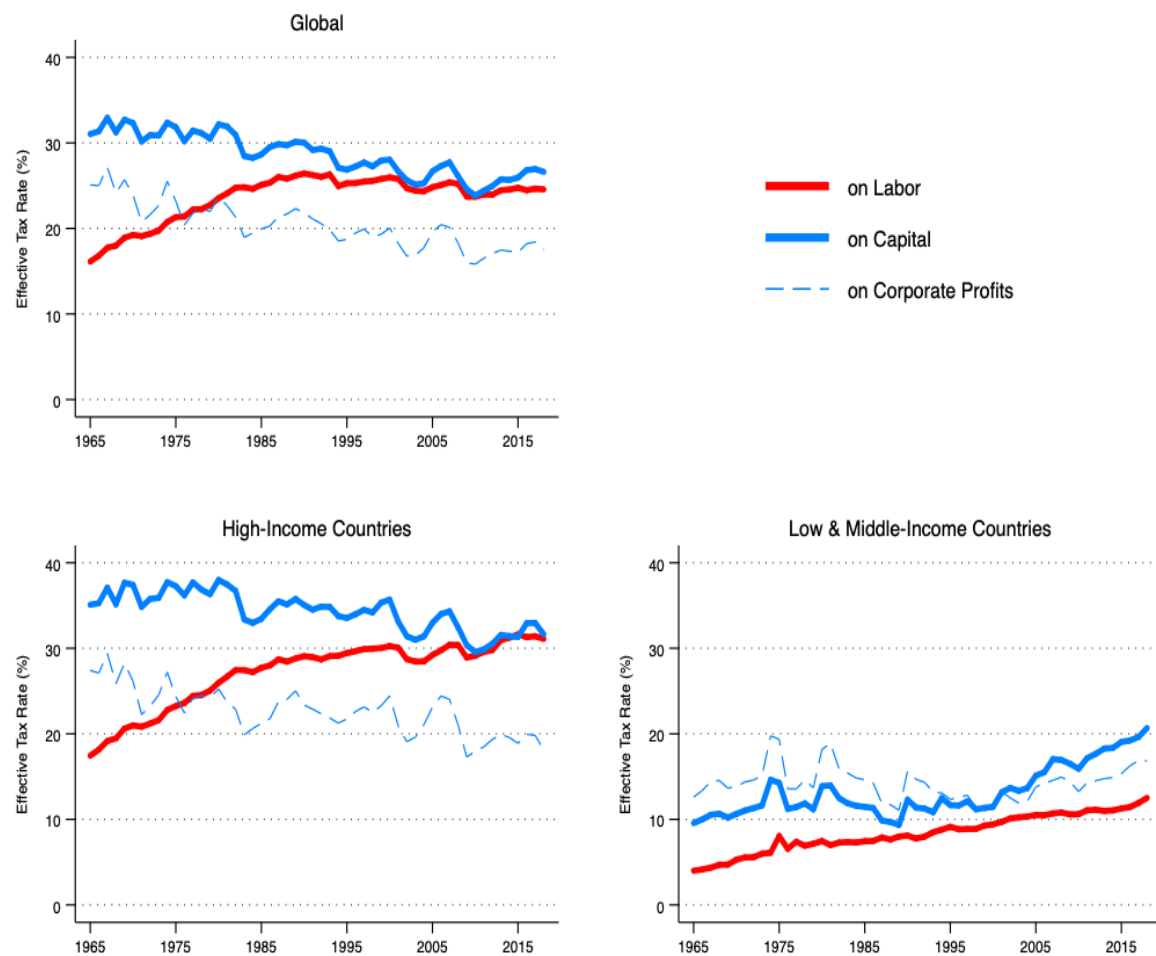 Global
Effective Tax Rate (%)
40
30
20
10
0
1965 1975 1985 1995 2005 2015
on Labor
on Capital
on Corporate Profits
High-Income Countries
Effective Tax Rate (%)
40
30
20
10
0
1965 1975 1985 1995 2005 2015
Low & Middle-Income Countries
Effective Tax Rate (%)
40
30
20
10
0
1965 1975 1985 1995 2005 2015